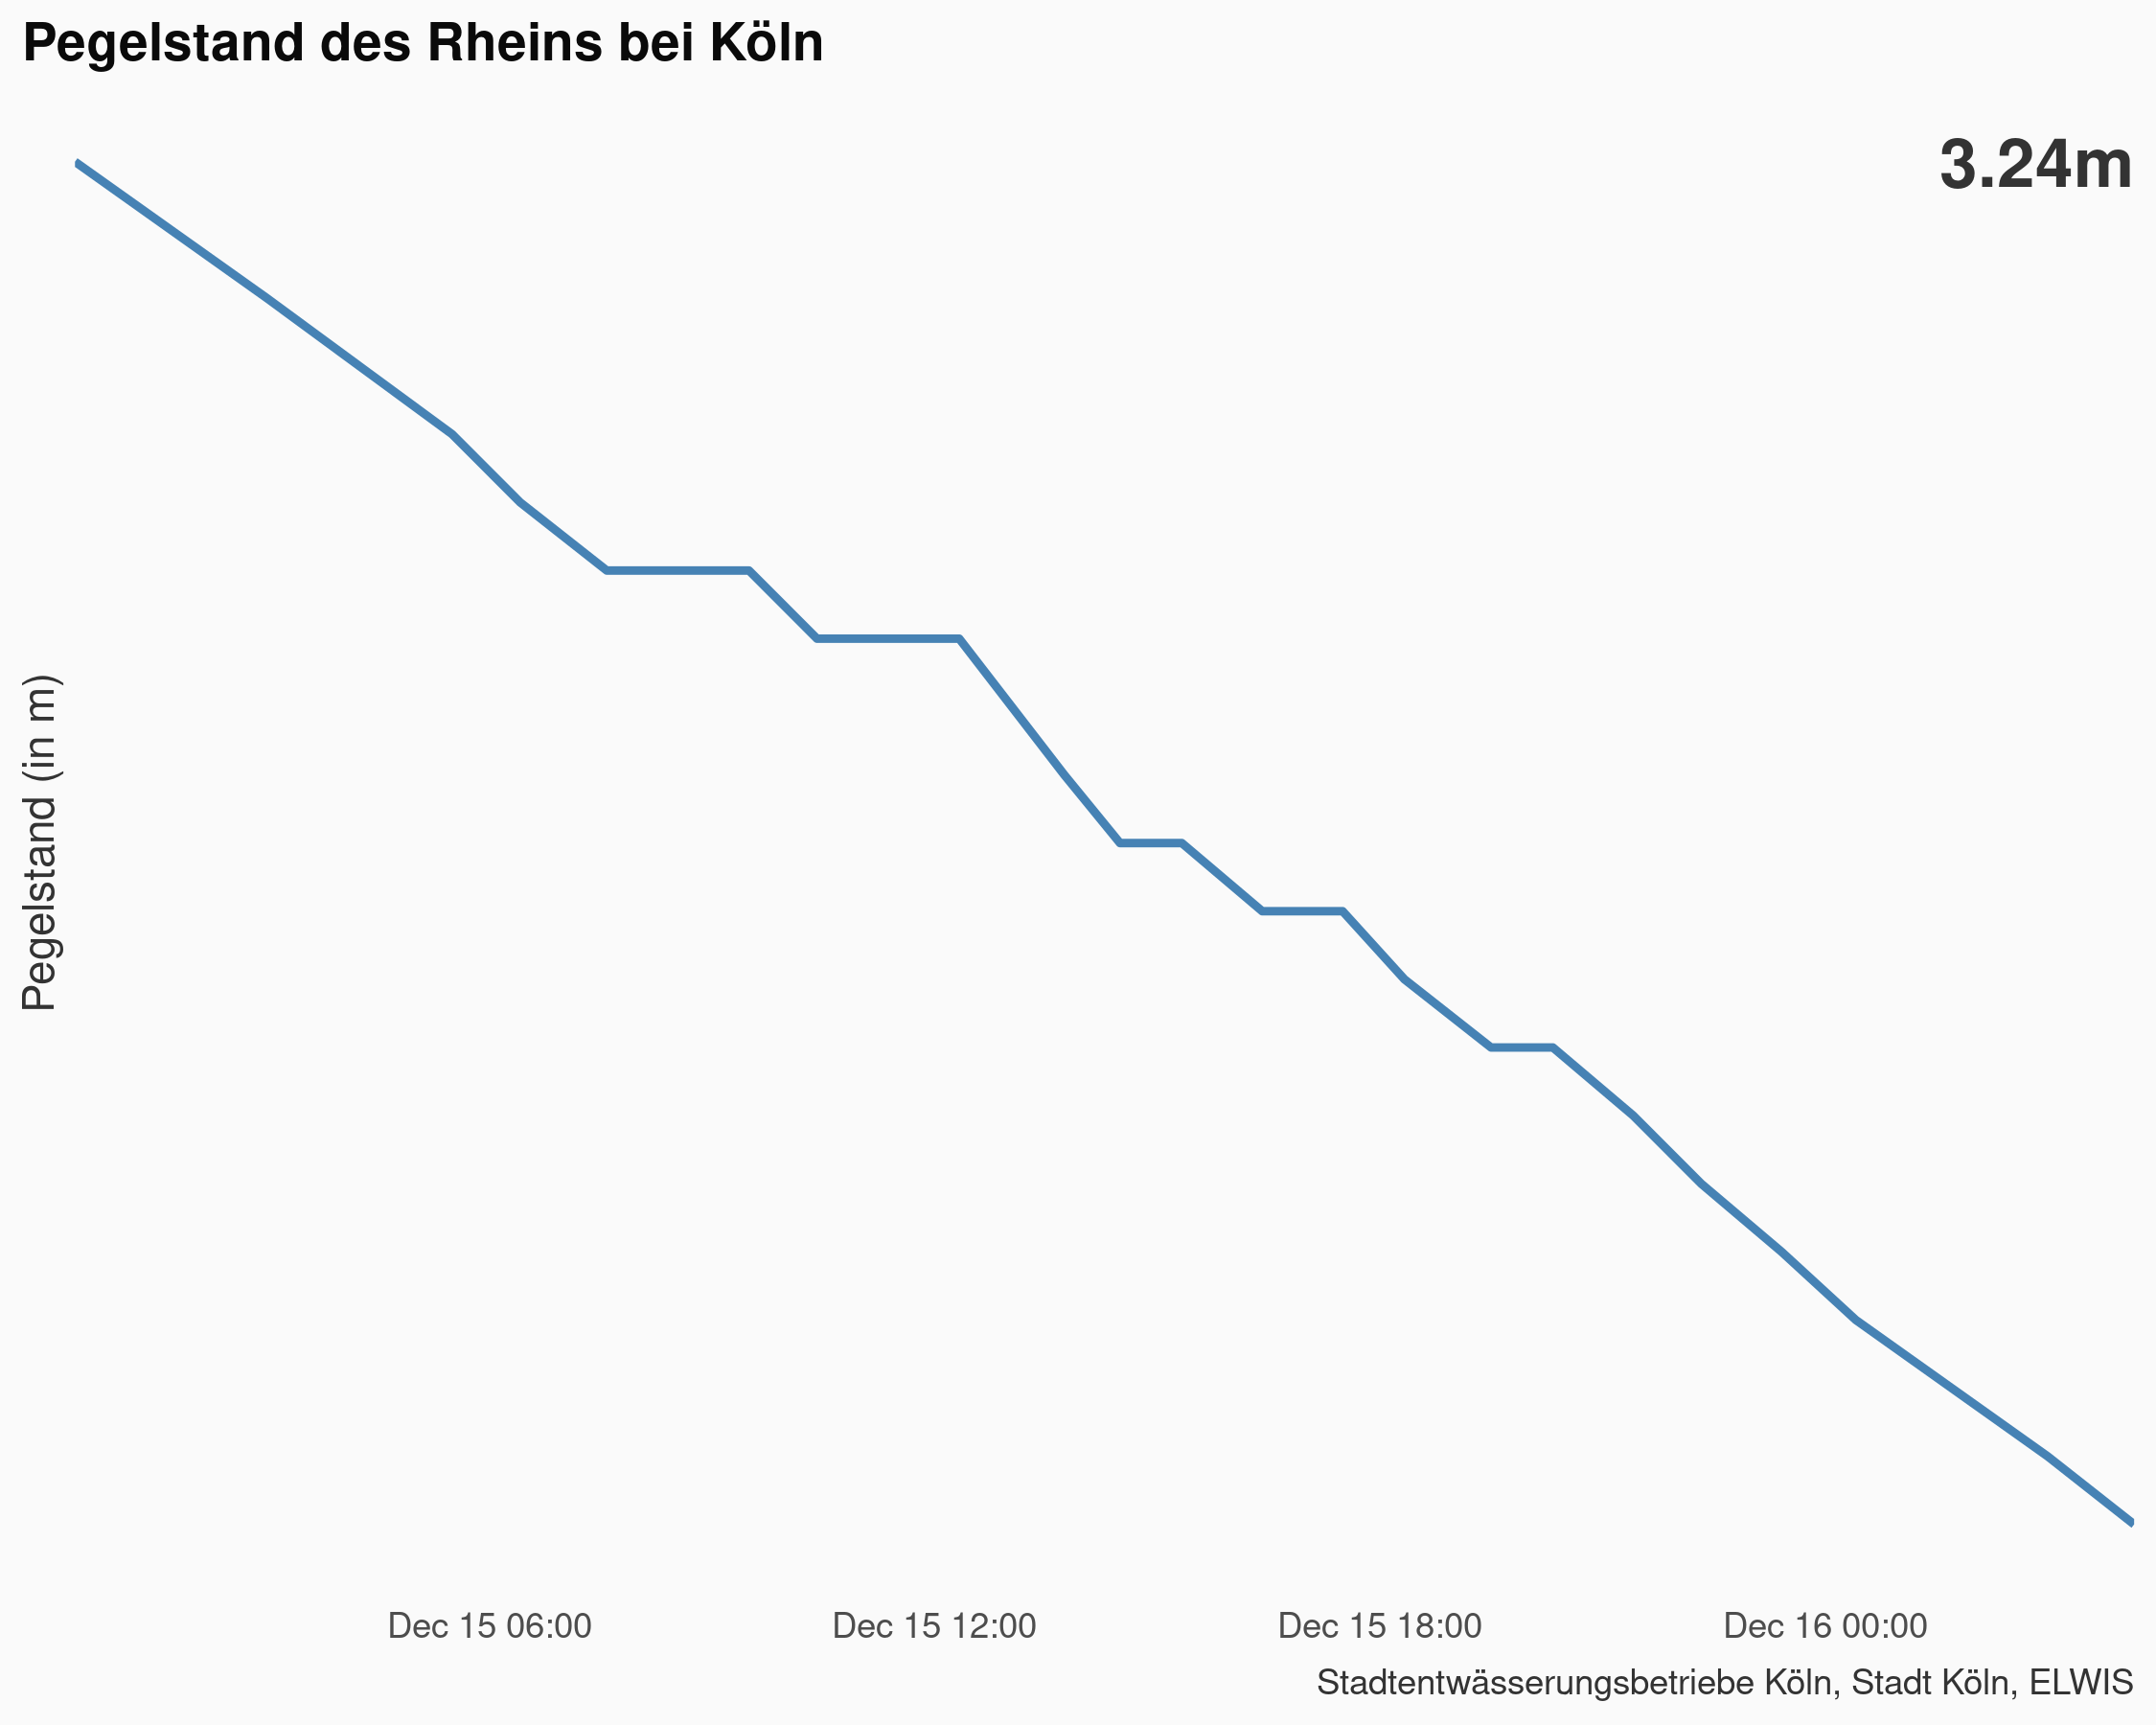 Pegelstand des Rheins bei Köln
3.24m
Pegelstand (in m)
Dec 15 06:00
Dec 15 12:00
Dec 15 18:00
Dec 16 00:00
Stadtentwässerungsbetriebe Köln, Stadt Köln, ELWIS